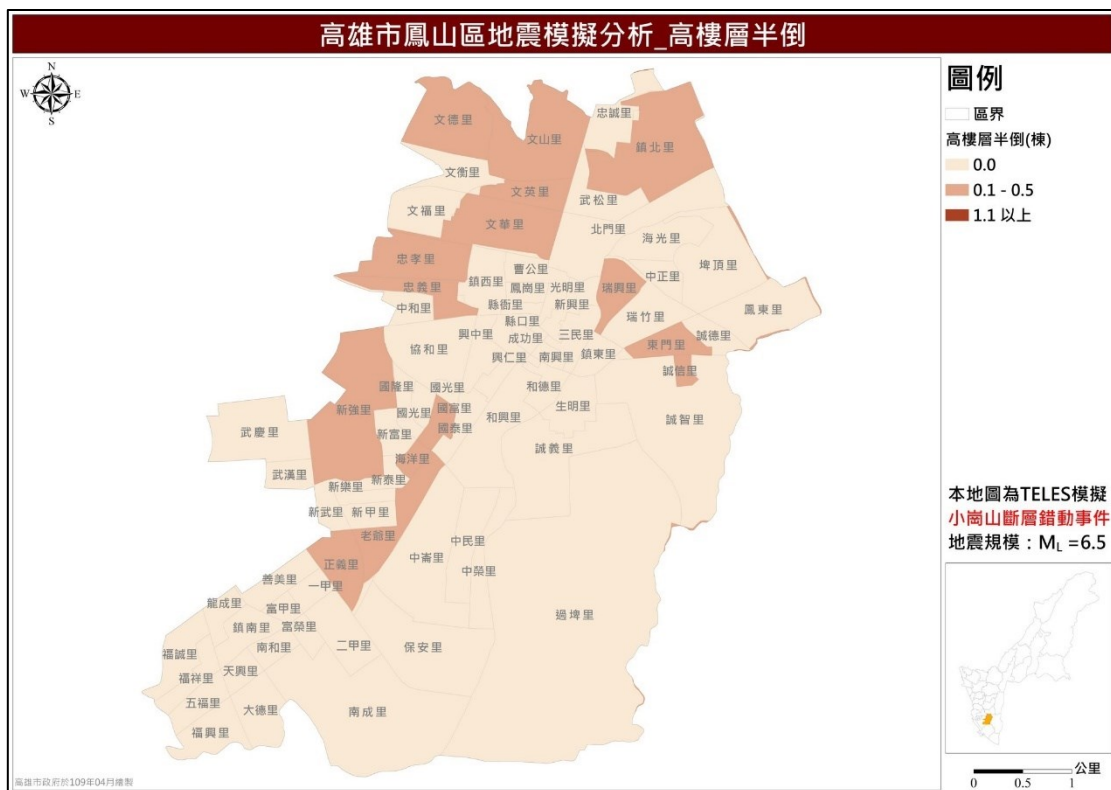 高雄市鳳山區地震模擬分析_高樓層半倒
N
W E
S
圖例
區界
高樓層半倒(棟)
0.0
0.1 - 0.5
1.1 以上
忠誠里
文德里
文山里
鎮北里
文衡里
文英里
武松里
文福里
文華里
北門里
海光里
忠孝里
曹公里
埤頂里
鎮西里
中正里
忠義里
鳳崗里
光明里
瑞興里
中和里
縣衙里
新興里
鳳東里
縣口里
瑞竹里
興中里
成功里
三民里
誠德里
協和里
東門里
興仁里
南興里
鎮東里
誠信里
國隆里
國光里
和德里
新強里
國光里
國富里
和興里
生明里
誠智里
武慶里
新富里
國泰里
誠義里
海洋里
武漢里
新泰里
新樂里
新武里
新甲里
老爺里
中民里
正義里
中崙里
中榮里
善美里
一甲里
龍成里
富甲里
過埤里
鎮南里
富榮里
福誠里
南和里
二甲里
保安里
天興里
福祥里
五福里
大德里
南成里
福興里
本地圖為TELES模擬
小崗山斷層錯動事件
地震規模：ML =6.5
公里
0 0.5 1
高雄市政府於109年04月繪製